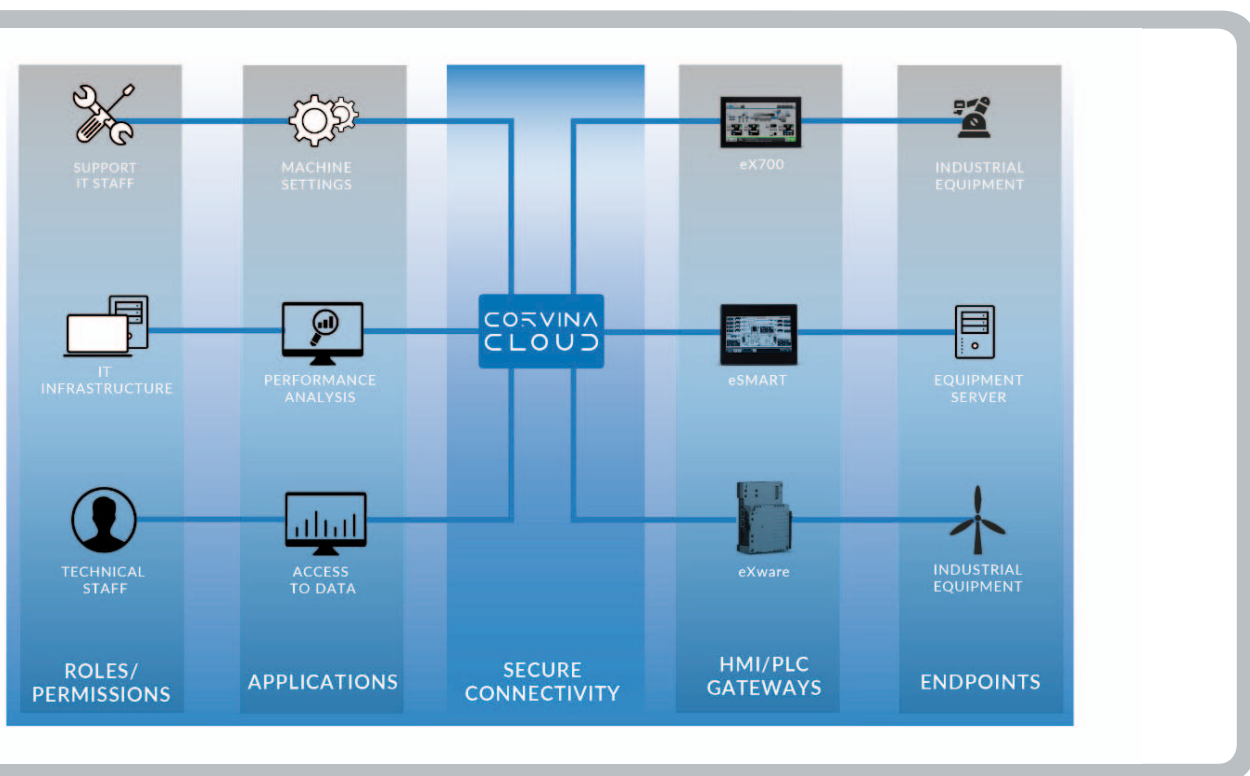 SUPPORT
IT STAFF
MACHINE
SETTINGS
eX700
INDUSTRIAL
EQUIPMENT
IT
INFRASTRUCTURE
PERFORMANCE
ANALYSIS
CORVINA
CLOUD
eSMART
EQUIPMENT
SERVER
TECHNICAL
STAFF
ACCESS
TO DATA
eXware
INDUSTRIAL
EQUIPMENT
ROLES/
PERMISSIONS
APPLICATIONS
SECURE
CONNECTIVITY
HMI/PLC
GATEWAYS
ENDPOINTS